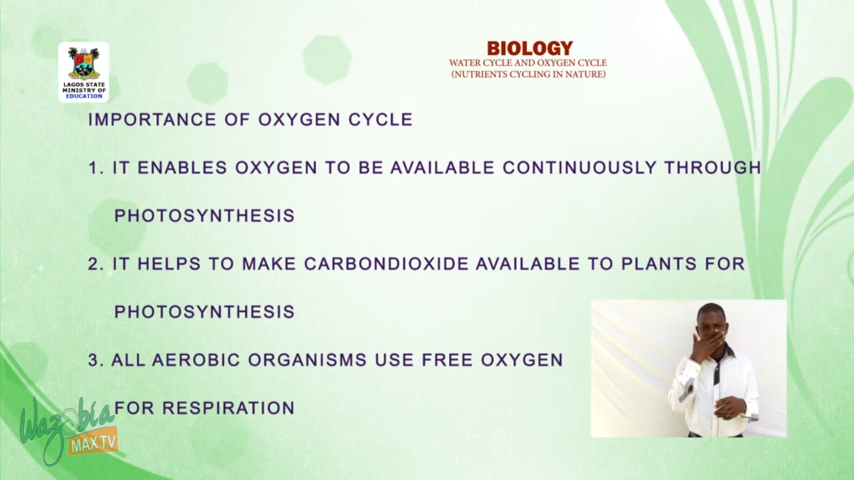 BIOLOGY
WATER CYCLE AND OXYGEN CYCLE
(NUTRIENTS CYCLING IN NATURE)
LAGOS STATE
MINISTRY OF
EDUCATION
IMPORTANCE OF OXYGEN CYCLE
1. IT ENABLES OXYGEN TO BE AVAILABLE CONTINUOUSLY THROUGH
PHOTOSYNTHESIS
2. IT HELPS TO MAKE CARBONDIOXIDE AVAILABLE TO PLANTS FOR
PHOTOSYNTHESIS
3. ALL AEROBIC ORGANISMS USE FREE OXYGEN
FOR RESPIRATION
Wazobia
MAX TV